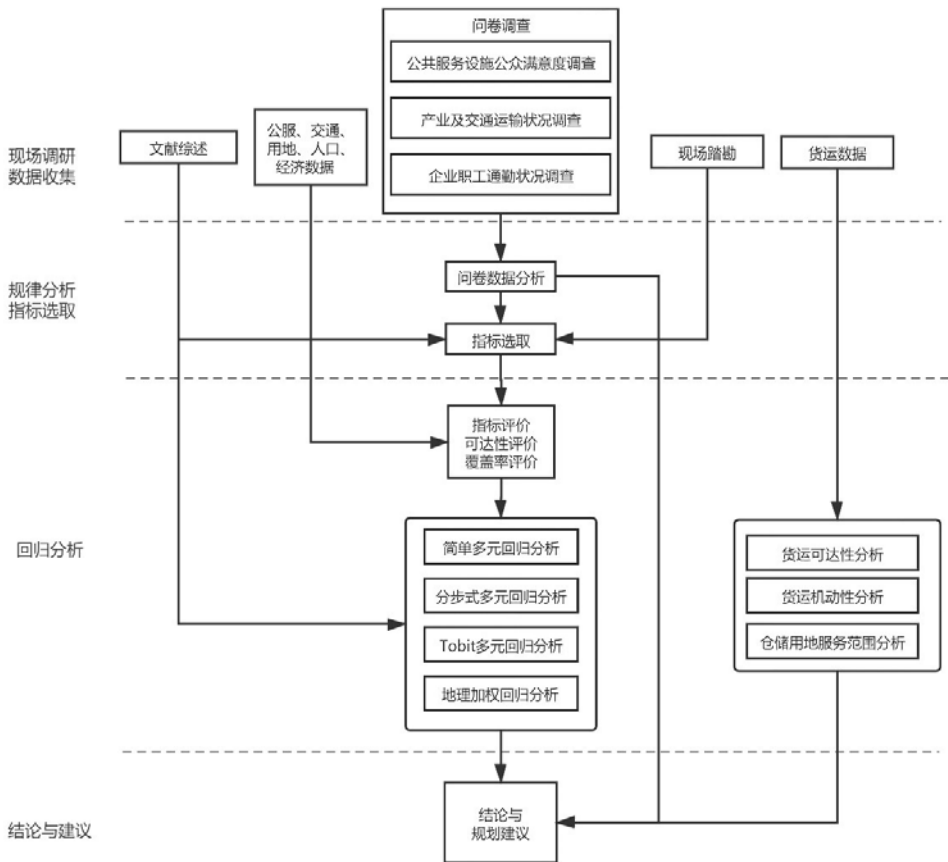 问卷调查
公共服务设施公众满意度调查
产业及交通运输状况调查
企业职工通勤状况调查
现场调研
数据收集
文献综述
公服、交通、
用地、人口、
经济数据
现场踏勘
货运数据
规律分析
指标选取
问卷数据分析
指标选取
指标评价
可达性评价
覆盖率评价
回归分析
简单多元回归分析
分步式多元回归分析
Tobit多元回归分析
地理加权回归分析
货运可达性分析
货运机动性分析
仓储用地服务范围分析
结论与建议
结论与
规划建议